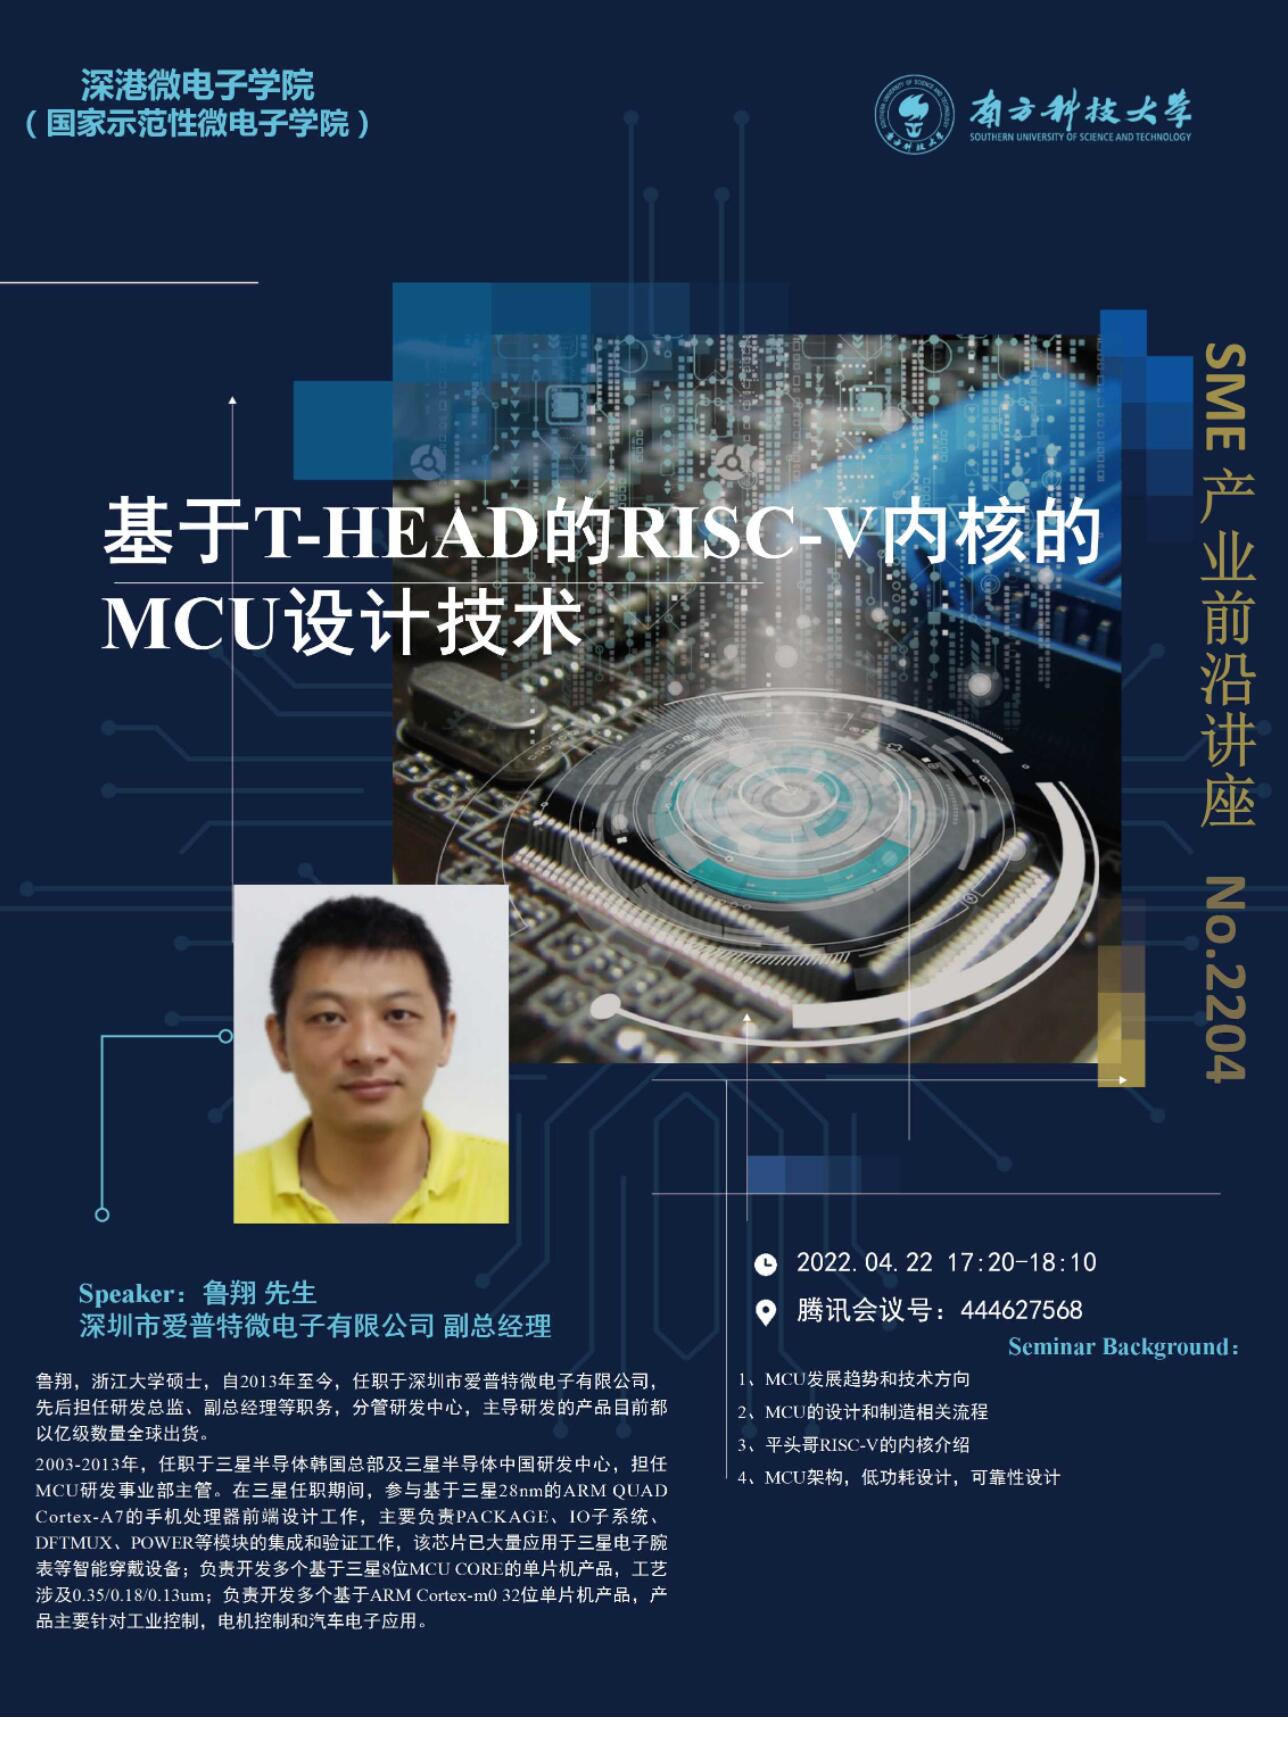 深港微电子学院
（国家示范性微电子学院）
南方科技大学
SOUTHERN UNIVERSITY OF SCIENCE AND TECHNOLOGY
SME 产业前沿讲座 No.2204
基于T-HEAD的RISC-V内核的
MCU设计技术
Speaker：鲁翔 先生
深圳市爱普特微电子有限公司 副总经理
鲁翔，浙江大学硕士，自2013年至今，任职于深圳市爱普特微电子有限公司，
先后担任研发总监、副总经理等职务，分管研发中心，主导研发的产品目前都
以亿级数量全球出货。
2003-2013年，任职于三星半导体韩国总部及三星半导体中国研发中心，担任
MCU研发事业部主管。在三星任职期间，参与基于三星28nm的ARM QUAD
Cortex-A7的手机处理器前端设计工作，主要负责PACKAGE、IO子系统、
DFTMUX、POWER等模块的集成和验证工作，该芯片已大量应用于三星电子腕
表等智能穿戴设备；负责开发多个基于三星8位MCU CORE的单片机产品，工艺
涉及0.35/0.18/0.13um；负责开发多个基于ARM Cortex-m0 32位单片机产品，产
品主要针对工业控制，电机控制和汽车电子应用。
2022.04.22 17:20-18:10
腾讯会议号：444627568
Seminar Background：
1、MCU发展趋势和技术方向
2、MCU的设计和制造相关流程
3、平头哥RISC-V的内核介绍
4、MCU架构，低功耗设计，可靠性设计